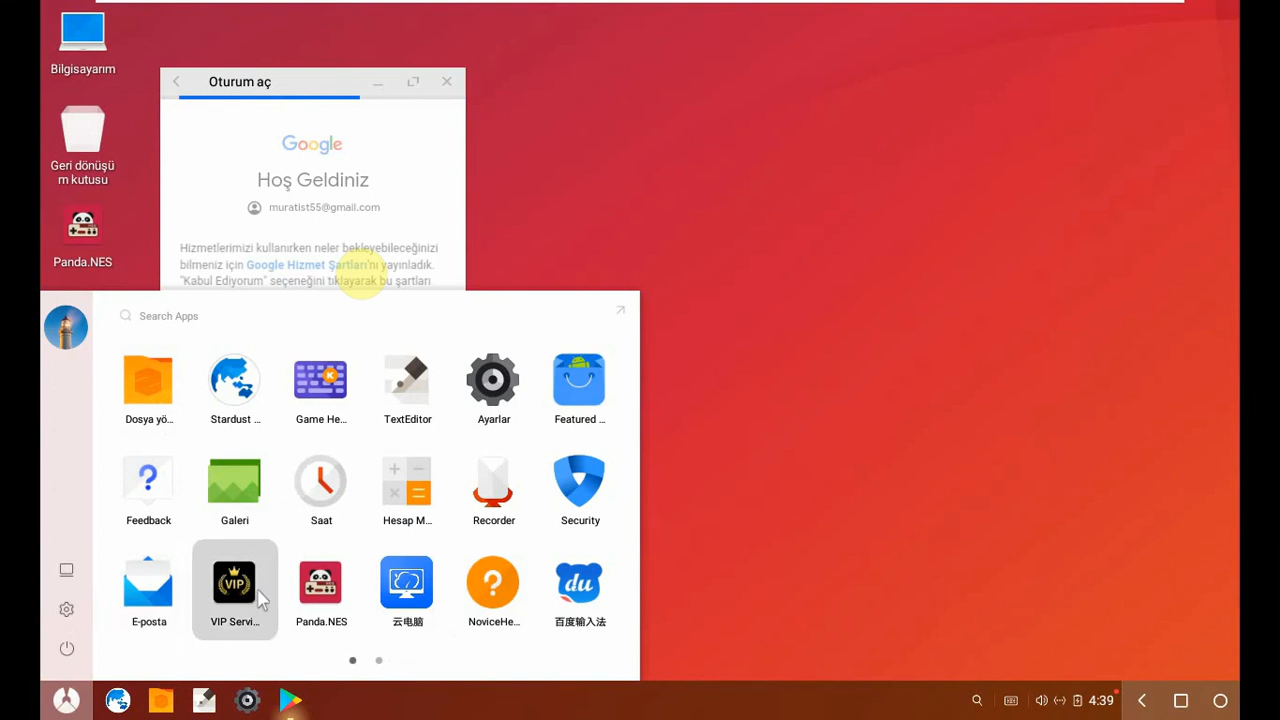 Bilgisayarım
Geri dönüşü
m kutusu
Panda.NES
Oturum aç
Google
Hoş Geldiniz
muratist55@gmail.com
Hizmetlerimizi kullanırken neler bekleyebileceğinizi
bilmeniz için Google Hizmet Şartları'nı yayınladık.
"Kabul Ediyorum" seçeneğini tıklayarak bu şartları
Search Apps
Dosya yö...
Stardust ...
Game He...
TextEditor
Ayarlar
Featured ...
Feedback
Galeri
Saat
Hesap M...
Recorder
Security
E-posta
VIP
VIP Servi...
Panda.NES
云电脑
NoviceHe...
du
百度输入法
4:39